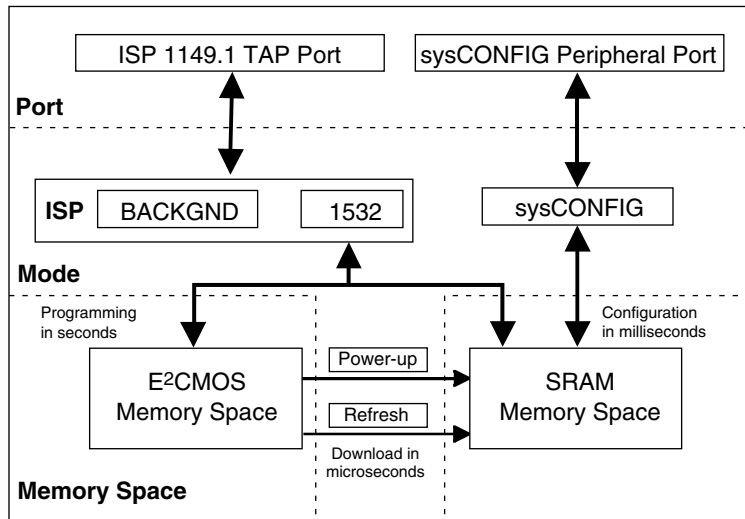 ISP 1149.1 TAP Port
sysCONFIG Peripheral Port
Port
ISP
BACKGND
1532
sysCONFIG
Mode
Programming
in seconds
Configuration
in milliseconds
E²CMOS
Memory Space
Power-up
Refresh
Download in
microseconds
SRAM
Memory Space
Memory Space